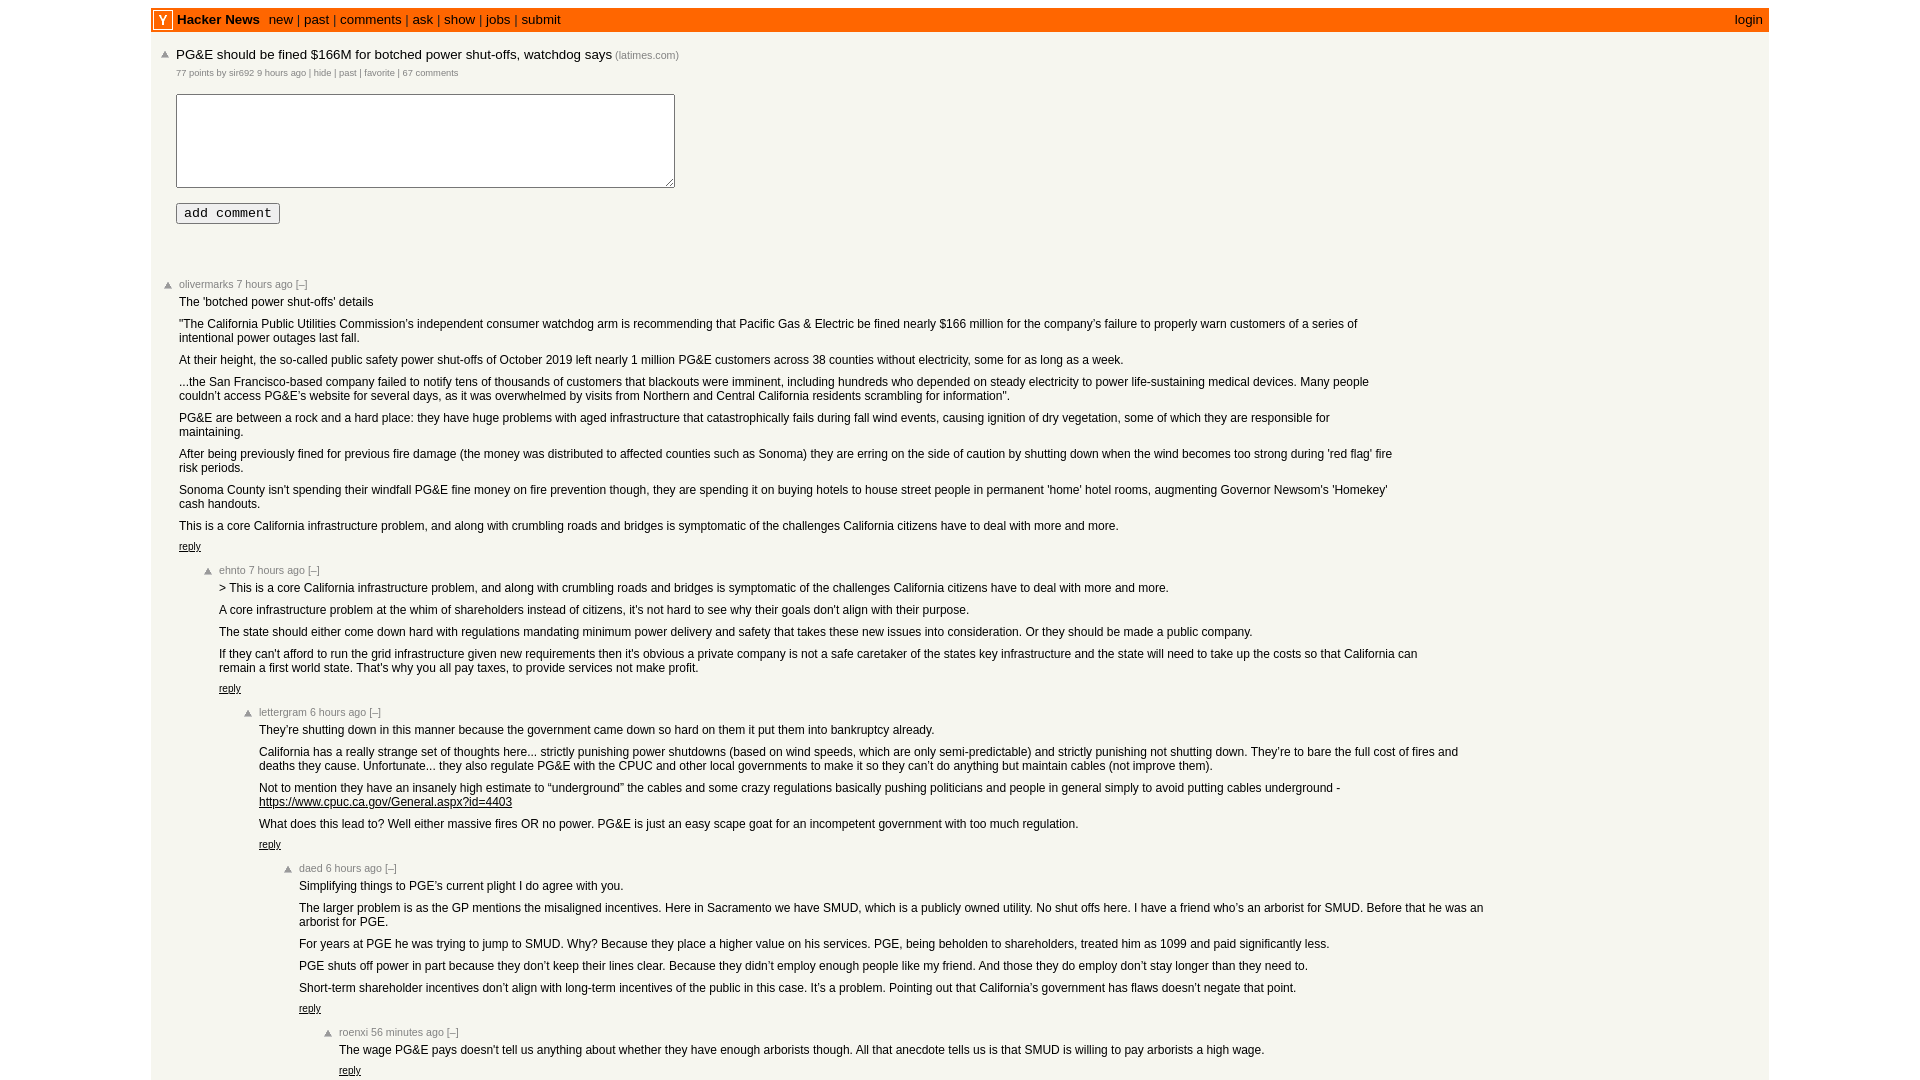 Y Hacker News new | past | comments | ask | show | jobs | submit login
PG&E should be fined $166M for botched power shut-offs, watchdog says (latimes.com)
77 points by sir692 9 hours ago | hide | past | favorite | 67 comments
add comment
olivermarks 7 hours ago [–]
The 'botched power shut-offs' details
"The California Public Utilities Commission’s independent consumer watchdog arm is recommending that Pacific Gas & Electric be fined nearly $166 million for the company’s failure to properly warn customers of a series of
intentional power outages last fall.
At their height, the so-called public safety power shut-offs of October 2019 left nearly 1 million PG&E customers across 38 counties without electricity, some for as long as a week.
...the San Francisco-based company failed to notify tens of thousands of customers that blackouts were imminent, including hundreds who depended on steady electricity to power life-sustaining medical devices. Many people
couldn’t access PG&E’s website for several days, as it was overwhelmed by visits from Northern and Central California residents scrambling for information".
PG&E are between a rock and a hard place: they have huge problems with aged infrastructure that catastrophically fails during fall wind events, causing ignition of dry vegetation, some of which they are responsible for
maintaining.
After being previously fined for previous fire damage (the money was distributed to affected counties such as Sonoma) they are erring on the side of caution by shutting down when the wind becomes too strong during 'red flag' fire
risk periods.
Sonoma County isn't spending their windfall PG&E fine money on fire prevention though, they are spending it on buying hotels to house street people in permanent 'home' hotel rooms, augmenting Governor Newsom's 'Homekey'
cash handouts.
This is a core California infrastructure problem, and along with crumbling roads and bridges is symptomatic of the challenges California citizens have to deal with more and more.
reply
ehnto 7 hours ago [–]
> This is a core California infrastructure problem, and along with crumbling roads and bridges is symptomatic of the challenges California citizens have to deal with more and more.
A core infrastructure problem at the whim of shareholders instead of citizens, it's not hard to see why their goals don't align with their purpose.
The state should either come down hard with regulations mandating minimum power delivery and safety that takes these new issues into consideration. Or they should be made a public company.
If they can't afford to run the grid infrastructure given new requirements then it's obvious a private company is not a safe caretaker of the states key infrastructure and the state will need to take up the costs so that California can
remain a first world state. That's why you all pay taxes, to provide services not make profit.
reply
lettergram 6 hours ago [–]
They’re shutting down in this manner because the government came down so hard on them it put them into bankruptcy already.
California has a really strange set of thoughts here... strictly punishing power shutdowns (based on wind speeds, which are only semi-predictable) and strictly punishing not shutting down. They’re to bare the full cost of fires and
deaths they cause. Unfortunate... they also regulate PG&E with the CPUC and other local governments to make it so they can’t do anything but maintain cables (not improve them).
Not to mention they have an insanely high estimate to “underground” the cables and some crazy regulations basically pushing politicians and people in general simply to avoid putting cables underground -
https://www.cpuc.ca.gov/General.aspx?id=4403
What does this lead to? Well either massive fires OR no power. PG&E is just an easy scape goat for an incompetent government with too much regulation.
reply
daed 6 hours ago [–]
Simplifying things to PGE’s current plight I do agree with you.
The larger problem is as the GP mentions the misaligned incentives. Here in Sacramento we have SMUD, which is a publicly owned utility. No shut offs here. I have a friend who’s an arborist for SMUD. Before that he was an
arborist for PGE.
For years at PGE he was trying to jump to SMUD. Why? Because they place a higher value on his services. PGE, being beholden to shareholders, treated him as 1099 and paid significantly less.
PGE shuts off power in part because they don’t keep their lines clear. Because they didn’t employ enough people like my friend. And those they do employ don’t stay longer than they need to.
Short-term shareholder incentives don’t align with long-term incentives of the public in this case. It’s a problem. Pointing out that California’s government has flaws doesn’t negate that point.
reply
roenxi 56 minutes ago [–]
The wage PG&E pays doesn't tell us anything about whether they have enough arborists though. All that anecdote tells us is that SMUD is willing to pay arborists a high wage.
reply